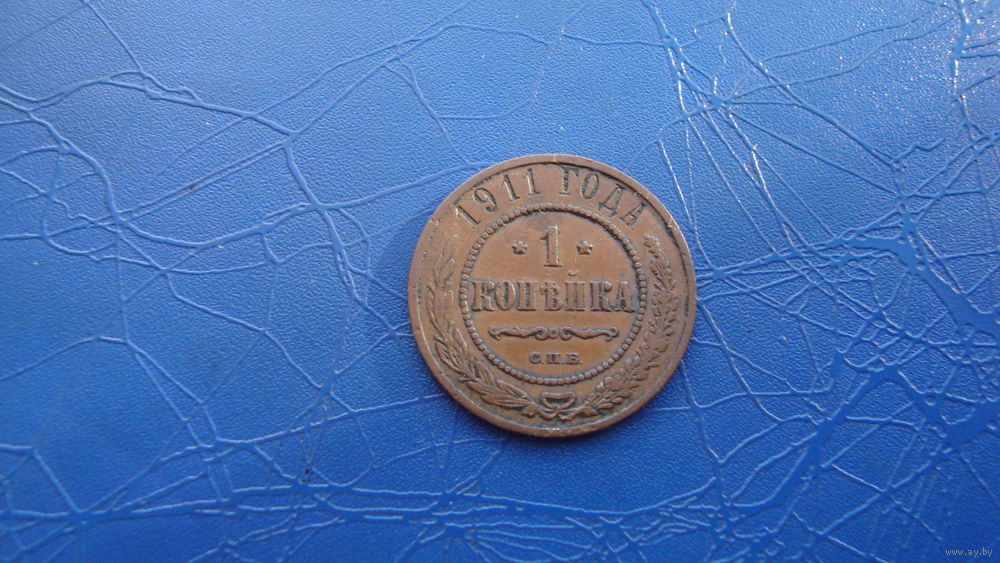 1911 ГОДА
* 1 *
КОПѢЙКА
С.П.Б.
www.ay.by